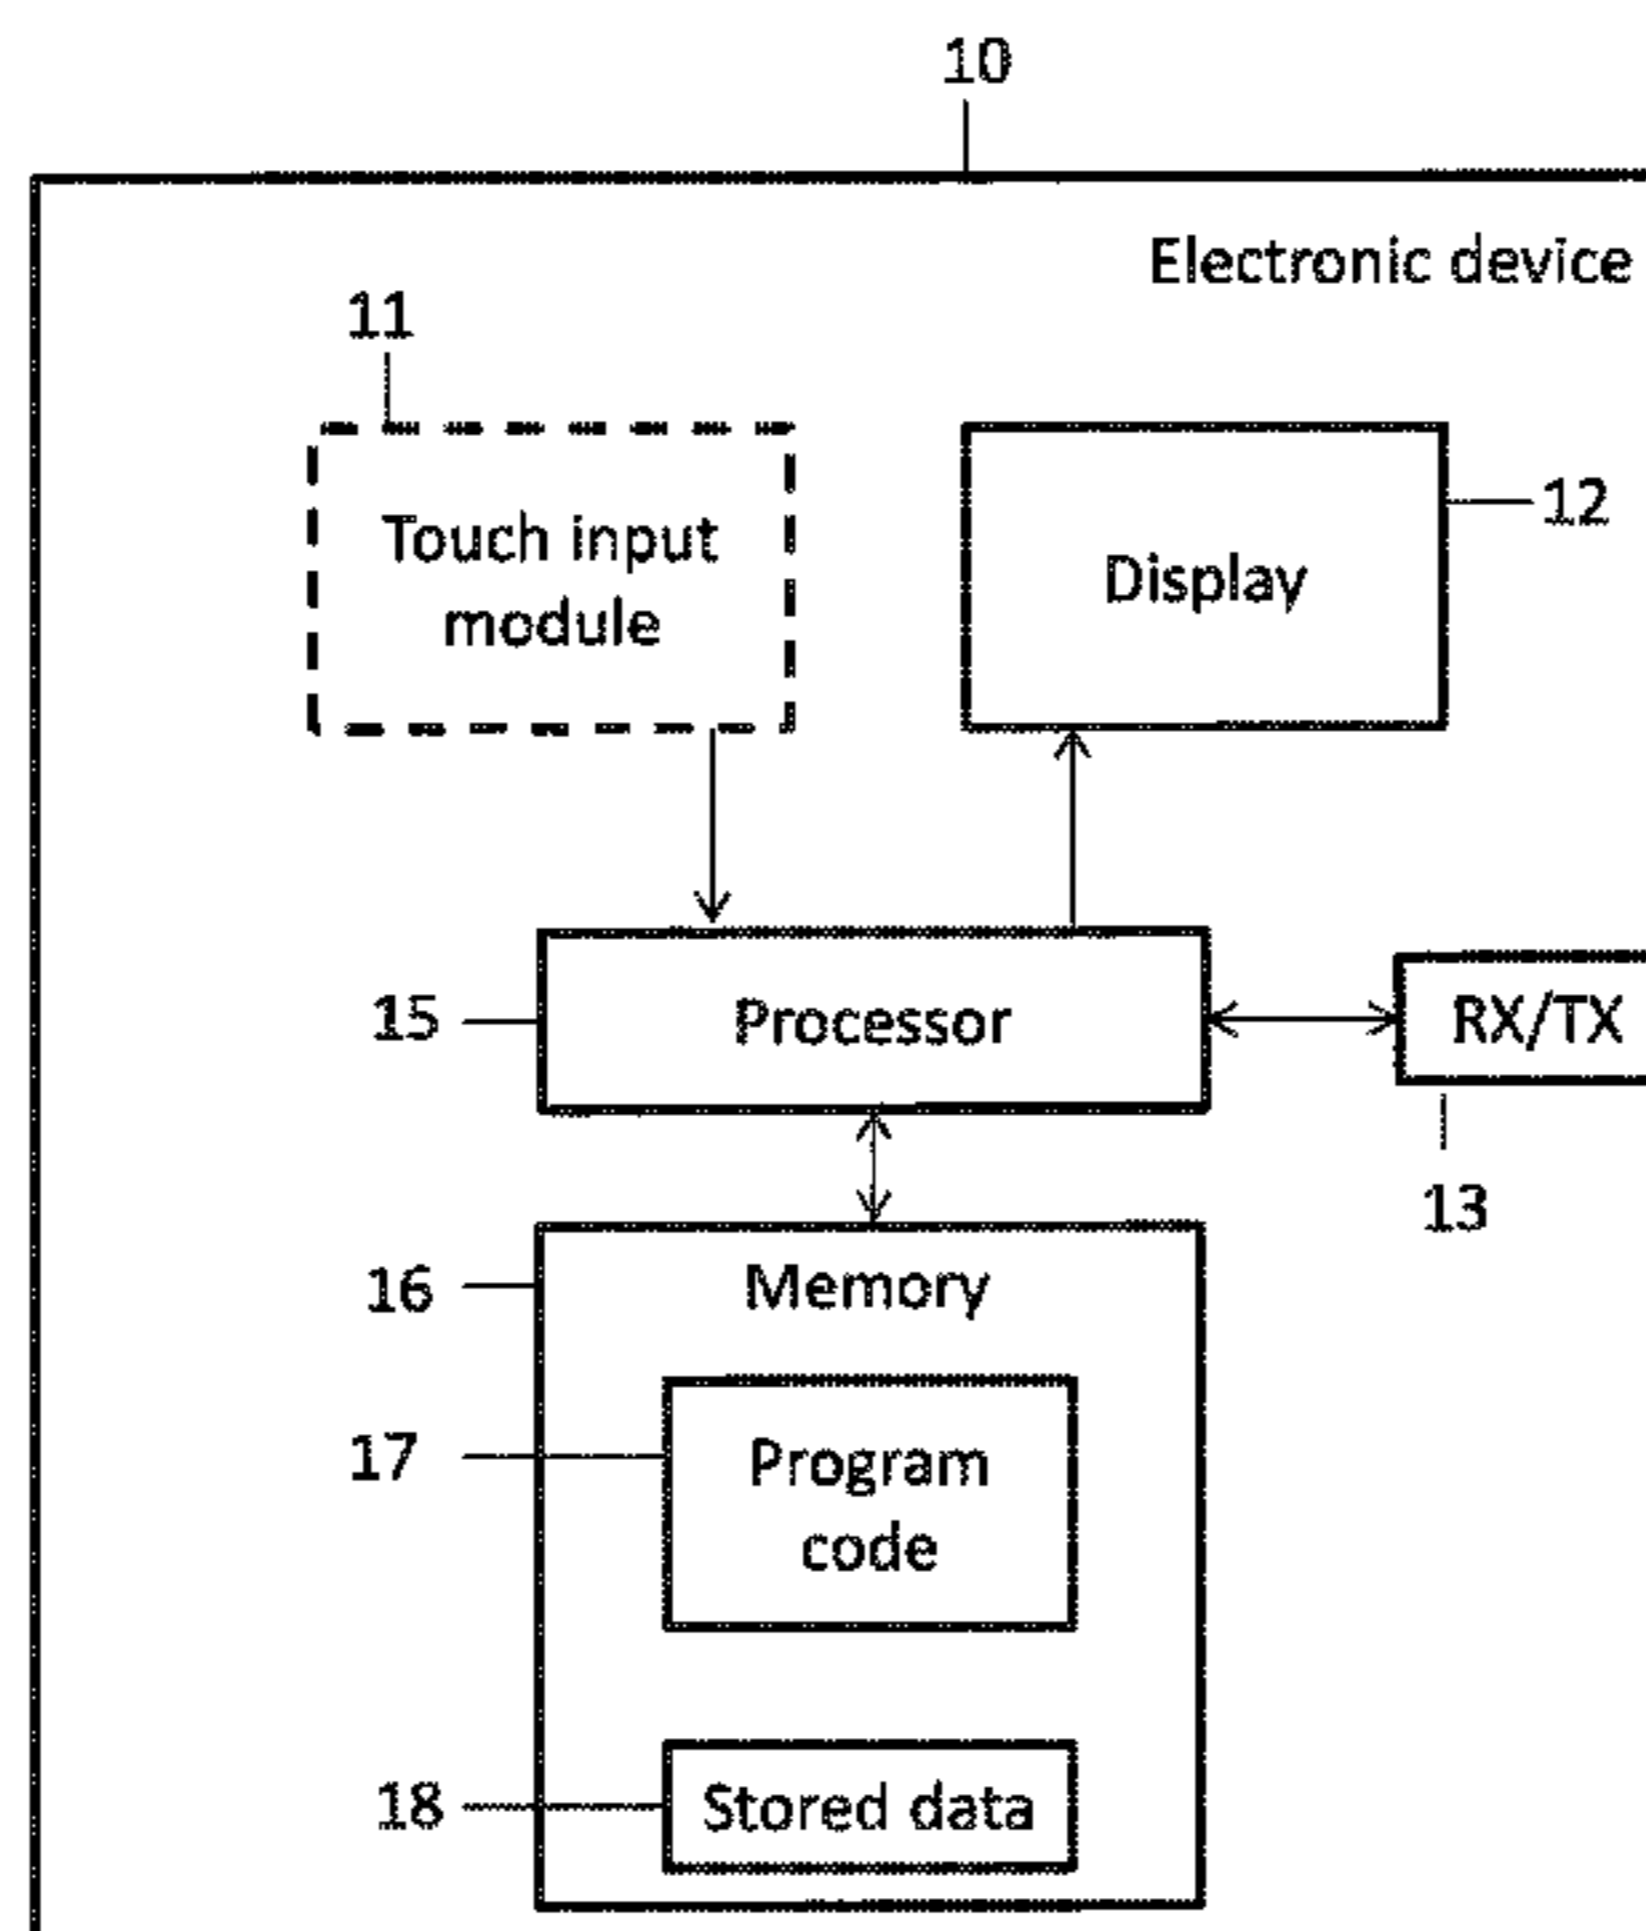 10
Electronic device
11
12
Touch input
module
Display
15
Processor
RX/TX
13
16
Memory
17
Program
code
18
Stored data